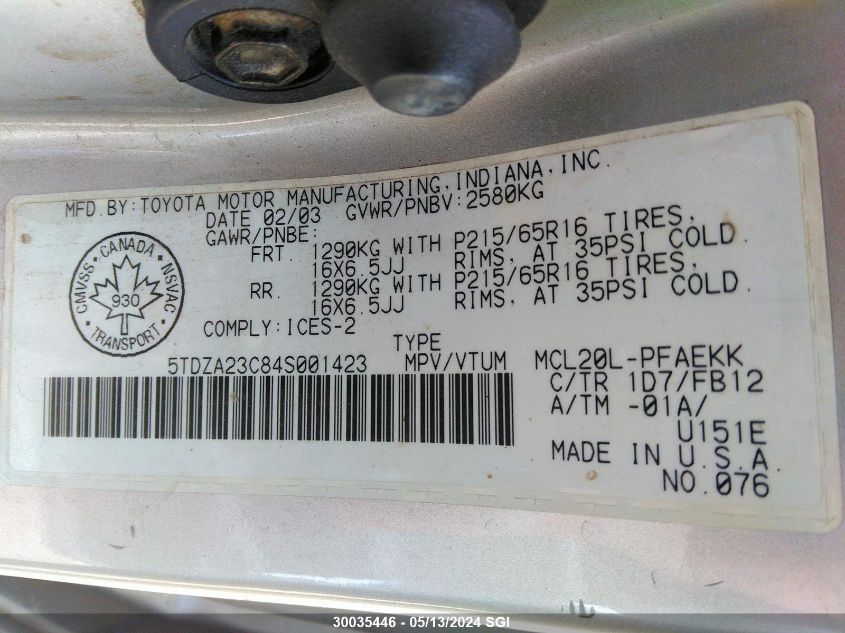 MFD.BY:TOYOTA MOTOR MANUFACTURING,INDIANA,INC.
DATE 02/03 GVWR/PNBV:2580KG
GAWR/PNBE:
FRT. 1290KG WITH P215/65R16 TIRES,
16X6.5JJ RIMS, AT 35PSI COLD.
RR. 1290KG WITH P215/65R16 TIRES,
16X6.5JJ RIMS, AT 35PSI COLD.
COMPLY:ICES-2
CANADA
CMVSS • NSVAC
930
TRANSPORT
TYPE
5TDZA23C84S001423 MPV/VTUM MCL20L-PFAEKK
C/TR 1D7/FB12
A/TM -01A/
U151E
MADE IN U.S.A.
NO.076
30035446 - 05/13/2024 SGI